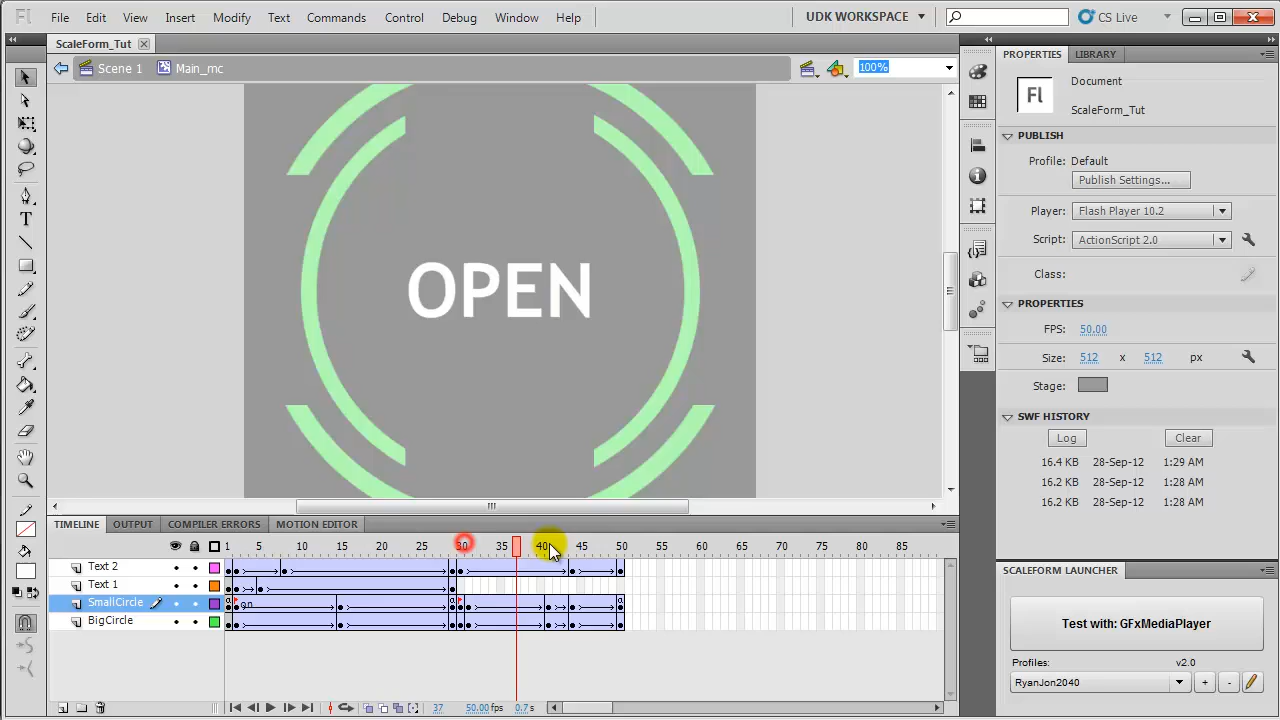 Fl File Edit View Insert Modify Text Commands Control Debug Window Help UDK WORKSPACE CS Live
ScaleForm_Tut
Scene 1 Main_mc 100%
PROPERTIES LIBRARY
Fl Document
ScaleForm_Tut
PUBLISH
Profile: Default
Publish Settings...
Player: Flash Player 10.2
Script: ActionScript 2.0
Class:
PROPERTIES
FPS: 50.00
Size: 512 x 512 px
Stage:
SWF HISTORY
Log Clear
16.4 KB 28-Sep-12 1:29 AM
16.2 KB 28-Sep-12 1:28 AM
16.2 KB 28-Sep-12 1:28 AM
OPEN
T
TIMELINE OUTPUT COMPILER ERRORS MOTION EDITOR
1 5 10 15 20 25 30 35 40 45 50 55 60 65 70 75 80 85
Text 2
Text 1
SmallCircle on
BigCircle
37 50.00fps 0.7s
SCALEFORM LAUNCHER
Test with: GFxMediaPlayer
Profiles: v2.0
RyanJon2040 + -